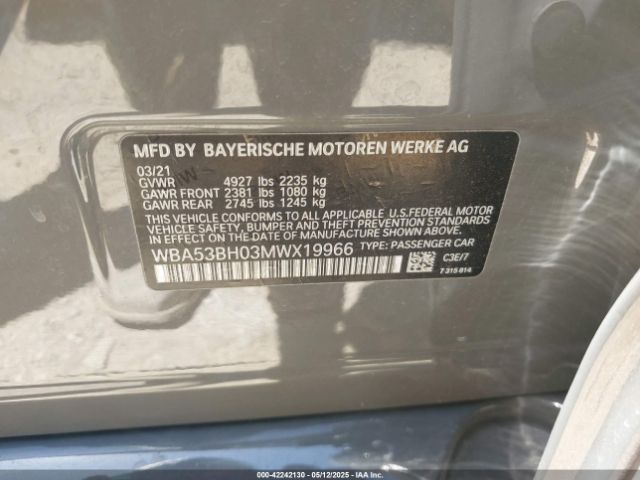 MFD BY BAYERISCHE MOTOREN WERKE AG
03/21
GVWR 4927 lbs 2235 kg
GAWR FRONT 2381 lbs 1080 kg
GAWR REAR 2745 lbs 1245 kg
THIS VEHICLE CONFORMS TO ALL APPLICABLE U.S.FEDERAL MOTOR
VEHICLE SAFETY, BUMPER, AND THEFT PREVENTION STANDARDS
IN EFFECT ON THE DATE OF MANUFACTURE SHOWN ABOVE.
WBA53BH03MWX19966 TYPE: PASSENGER CAR
C3E/7
7 315 814
000-42242130 - 05/12/2025 - IAAI.COM